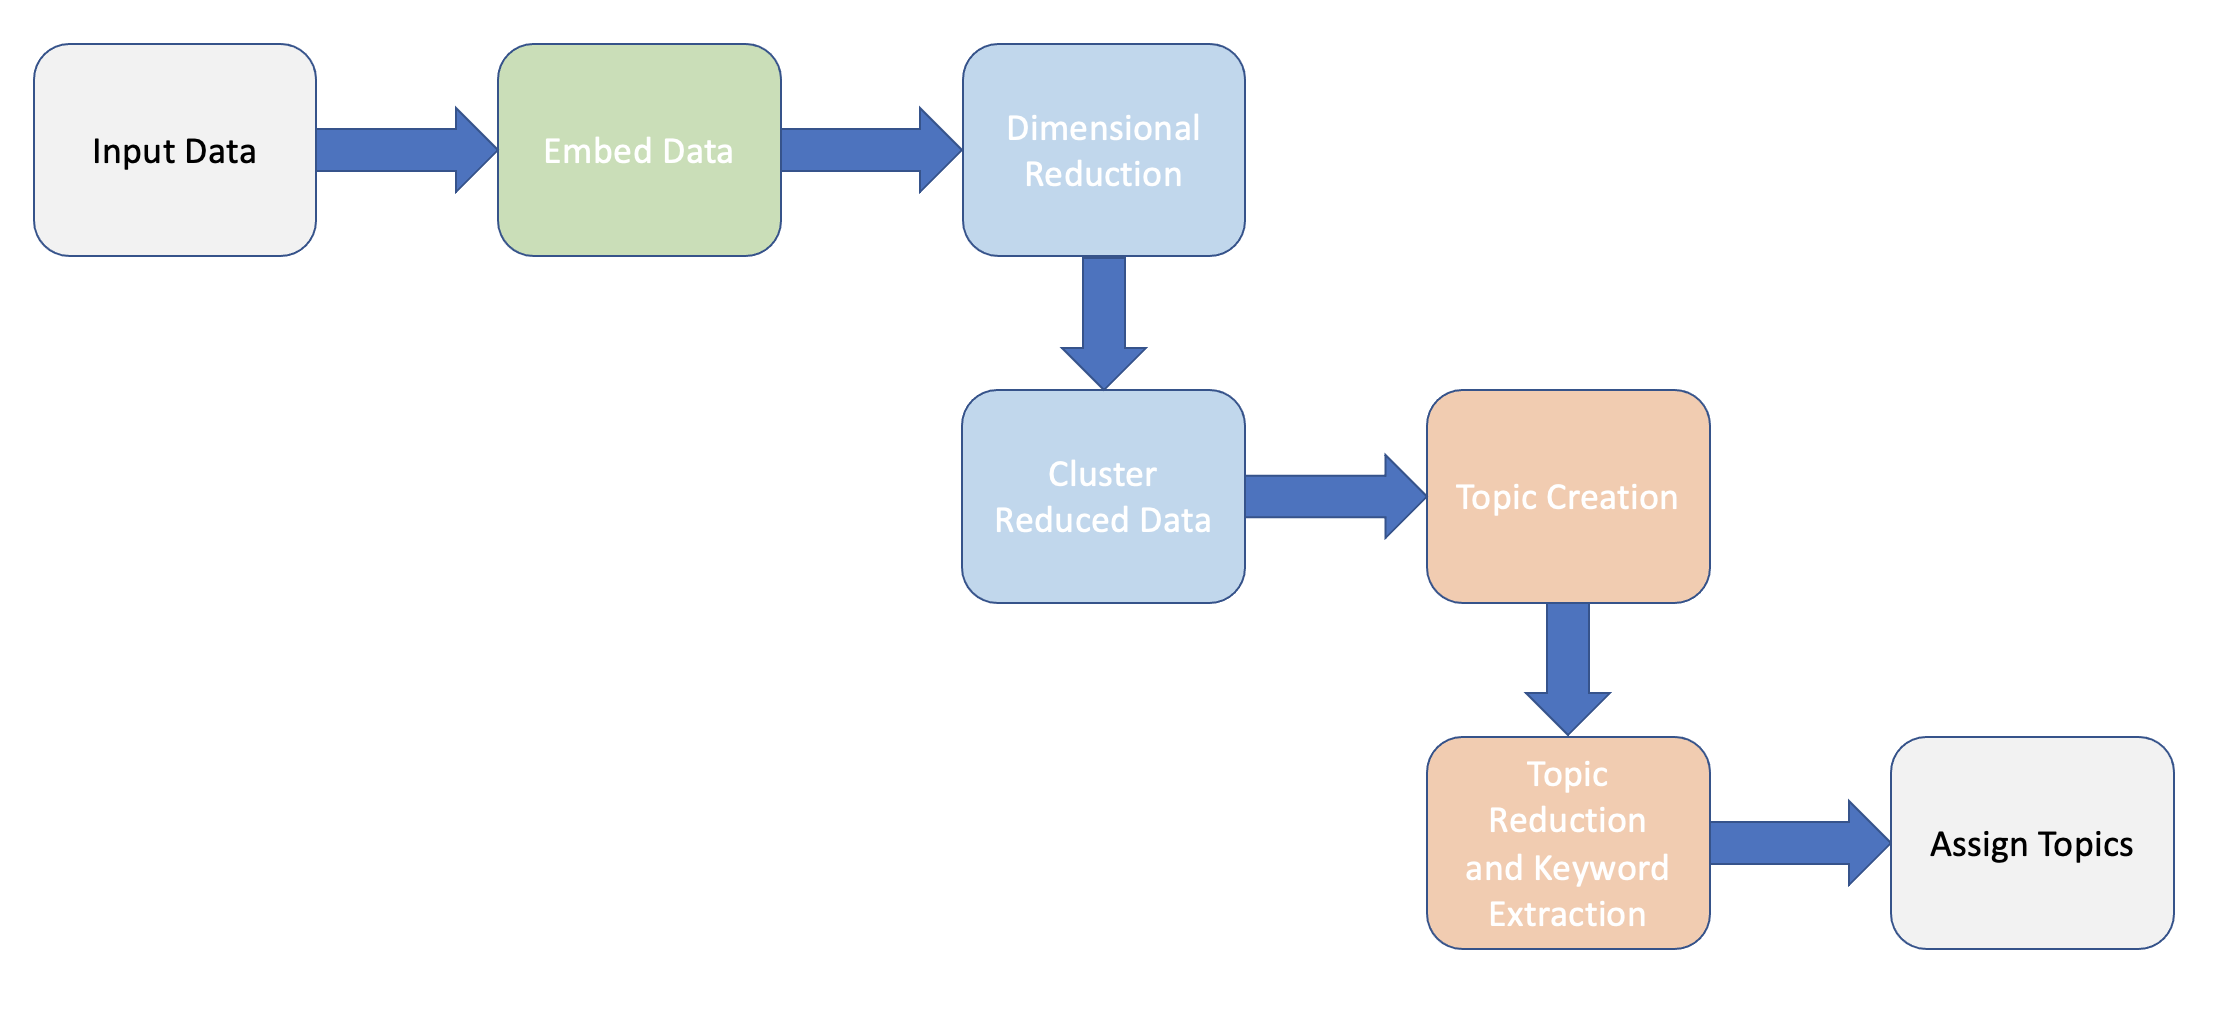 Input Data
Embed Data
Dimensional
Reduction
Cluster
Reduced Data
Topic Creation
Topic
Reduction
and Keyword
Extraction
Assign Topics